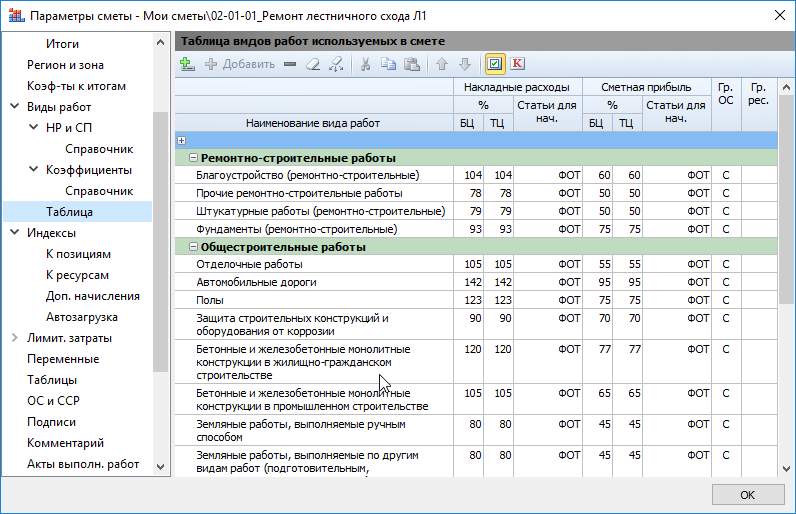 Параметры сметы - Мои сметы\02-01-01_Ремонт лестничного схода Л1
Итоги
Регион и зона
Коэф-ты к итогам
Виды работ
НР и СП
Справочник
Коэффициенты
Справочник
Таблица
Индексы
К позициям
К ресурсам
Доп. начисления
Автозагрузка
Лимит. затраты
Переменные
Таблицы
ОС и ССР
Подписи
Комментарий
Акты выполн. работ
Таблица видов работ используемых в смете
Добавить
К
Накладные расходы Сметная прибыль Гр. ОС Гр. рес.
% Статьи для нач. % Статьи для нач.
Наименование вида работ БЦ ТЦ БЦ ТЦ
Ремонтно-строительные работы
Благоустройство (ремонтно-строительные) 104 104 ФОТ 60 60 ФОТ С
Прочие ремонтно-строительные работы 78 78 ФОТ 50 50 ФОТ С
Штукатурные работы (ремонтно-строительные) 79 79 ФОТ 50 50 ФОТ С
Фундаменты (ремонтно-строительные) 93 93 ФОТ 75 75 ФОТ С
Общестроительные работы
Отделочные работы 105 105 ФОТ 55 55 ФОТ С
Автомобильные дороги 142 142 ФОТ 95 95 ФОТ С
Полы 123 123 ФОТ 75 75 ФОТ С
Защита строительных конструкций и 90 90 ФОТ 70 70 ФОТ С
оборудования от коррозии
Бетонные и железобетонные монолитные 120 120 ФОТ 77 77 ФОТ С
конструкции в жилищно-гражданском
строительстве
Бетонные и железобетонные монолитные 105 105 ФОТ 65 65 ФОТ С
конструкции в промышленном строительстве
Земляные работы, выполняемые ручным 80 80 ФОТ 45 45 ФОТ С
способом
Земляные работы, выполняемые по другим 80 80 ФОТ 45 45 ФОТ С
видам работ (подготовительным,
OK